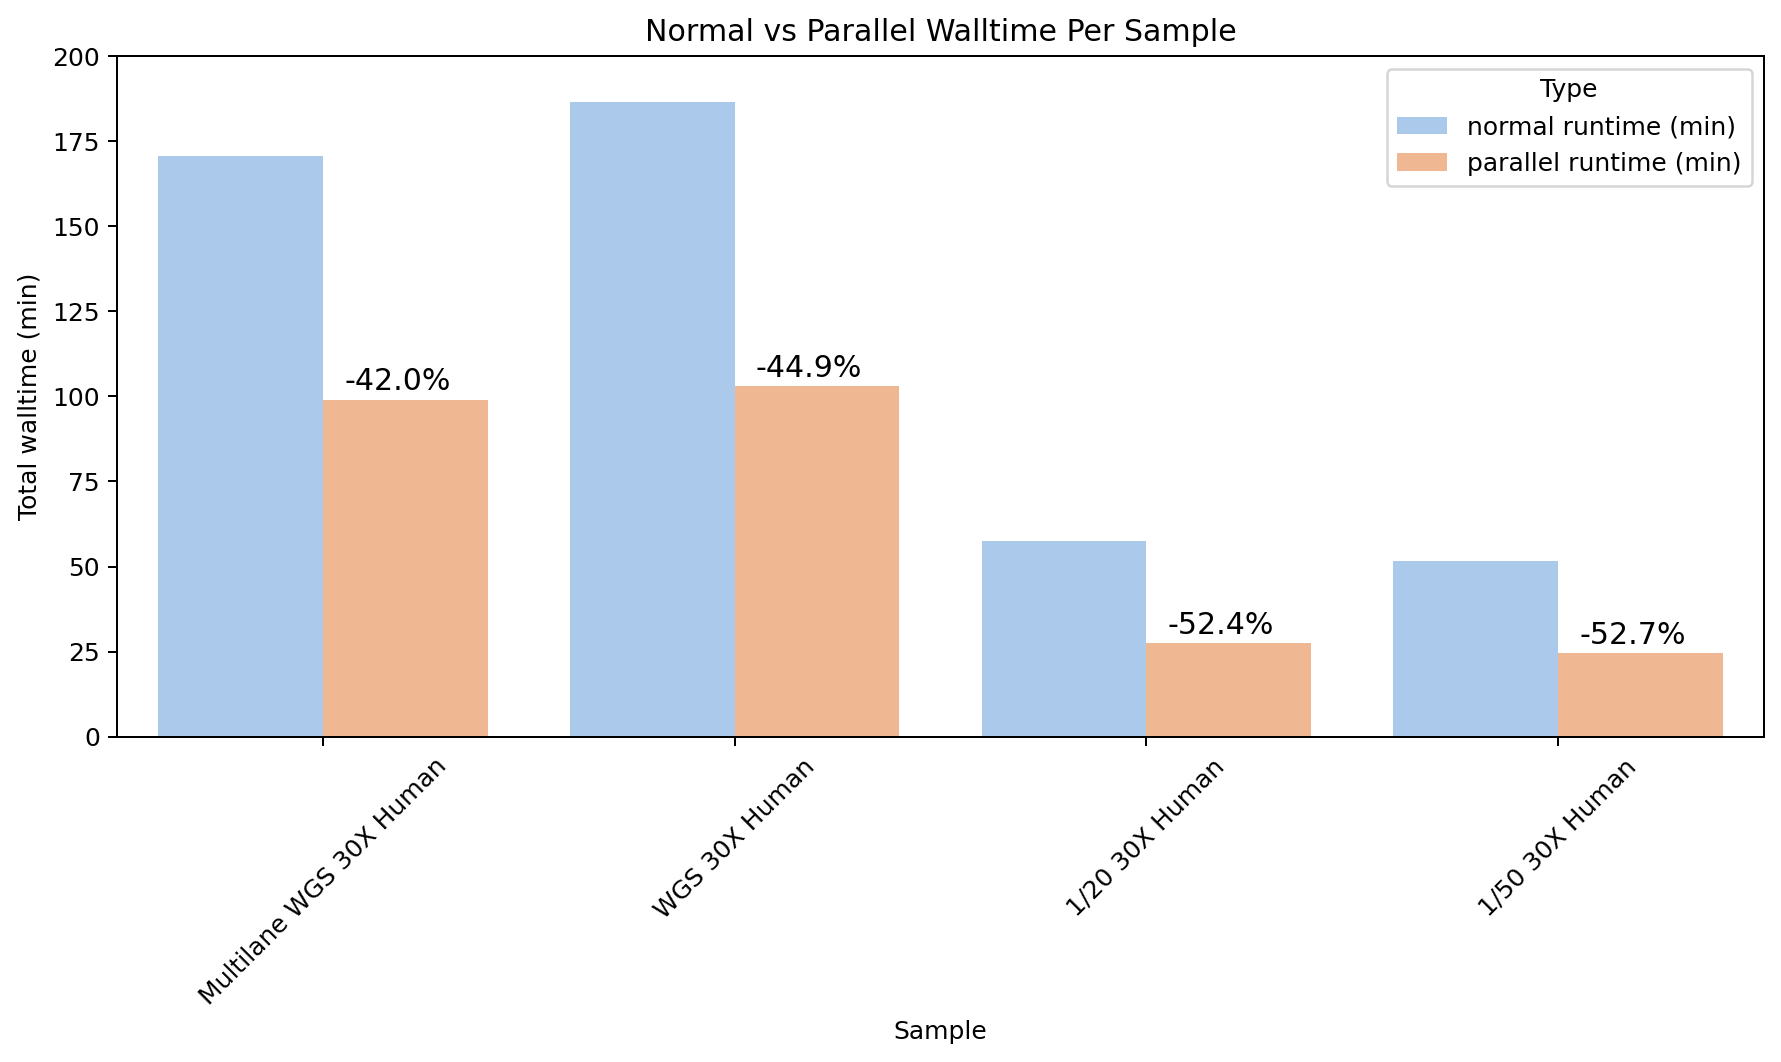 Normal vs Parallel Walltime Per Sample
Type
normal runtime (min)
parallel runtime (min)
Total walltime (min)
200
175
150
125
100
75
50
25
0
-42.0%
-44.9%
-52.4%
-52.7%
Multilane WGS 30X Human
WGS 30X Human
1/20 30X Human
1/50 30X Human
Sample